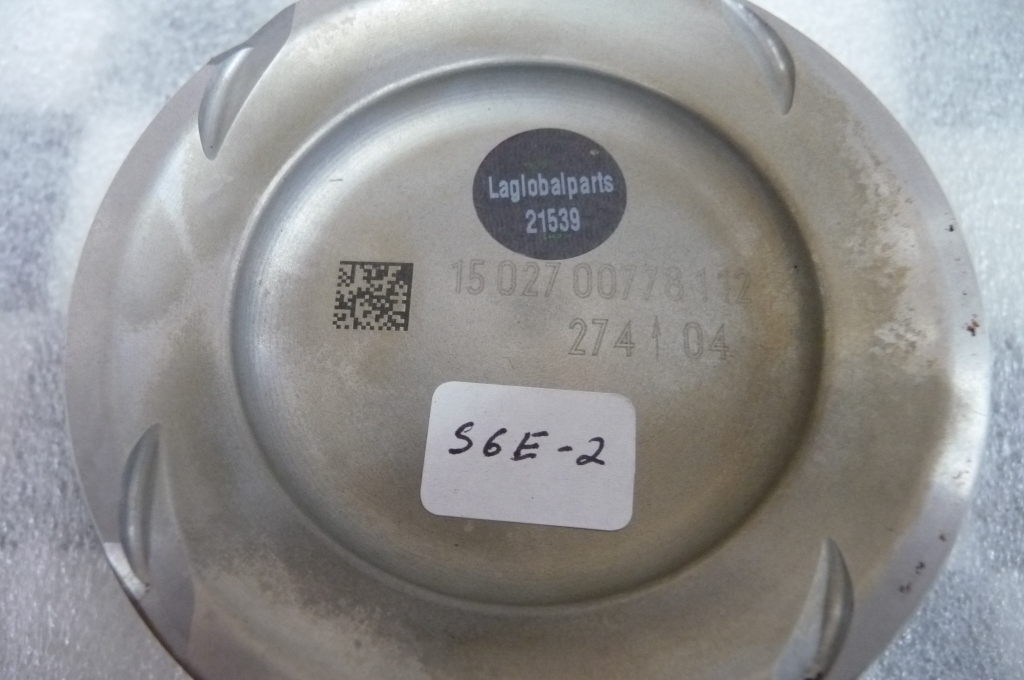 Laglobalparts
21539
15 027 00778 112
274 ↑ 04
S6E-2